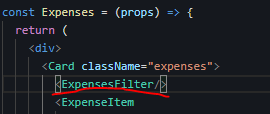 const Expenses = (props) => {
return (
<div>
<Card className="expenses">
<ExpensesFilter/>
<ExpenseItem